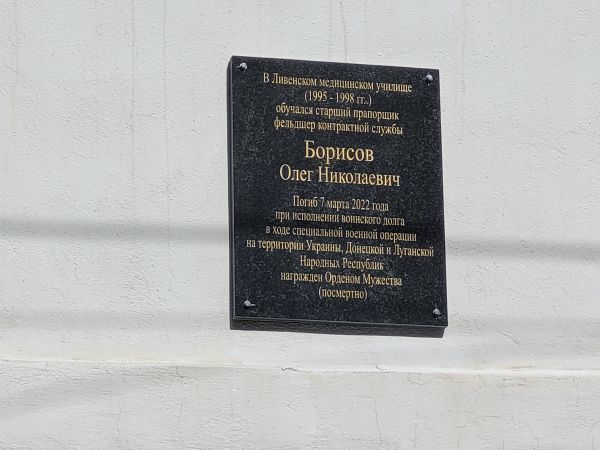 В Ливенском медицинском училище
(1995 - 1998 гг.,)
обучался старший прапорщик
фельдшер контрактной службы
Борисов
Олег Николаевич
Погиб 7 марта 2022 года
при исполнении воинского долга
в ходе специальной военной операции
на территории Украины, Донецкой и Луганской
Народных Республик
награжден Орденом Мужества
(посмертно)